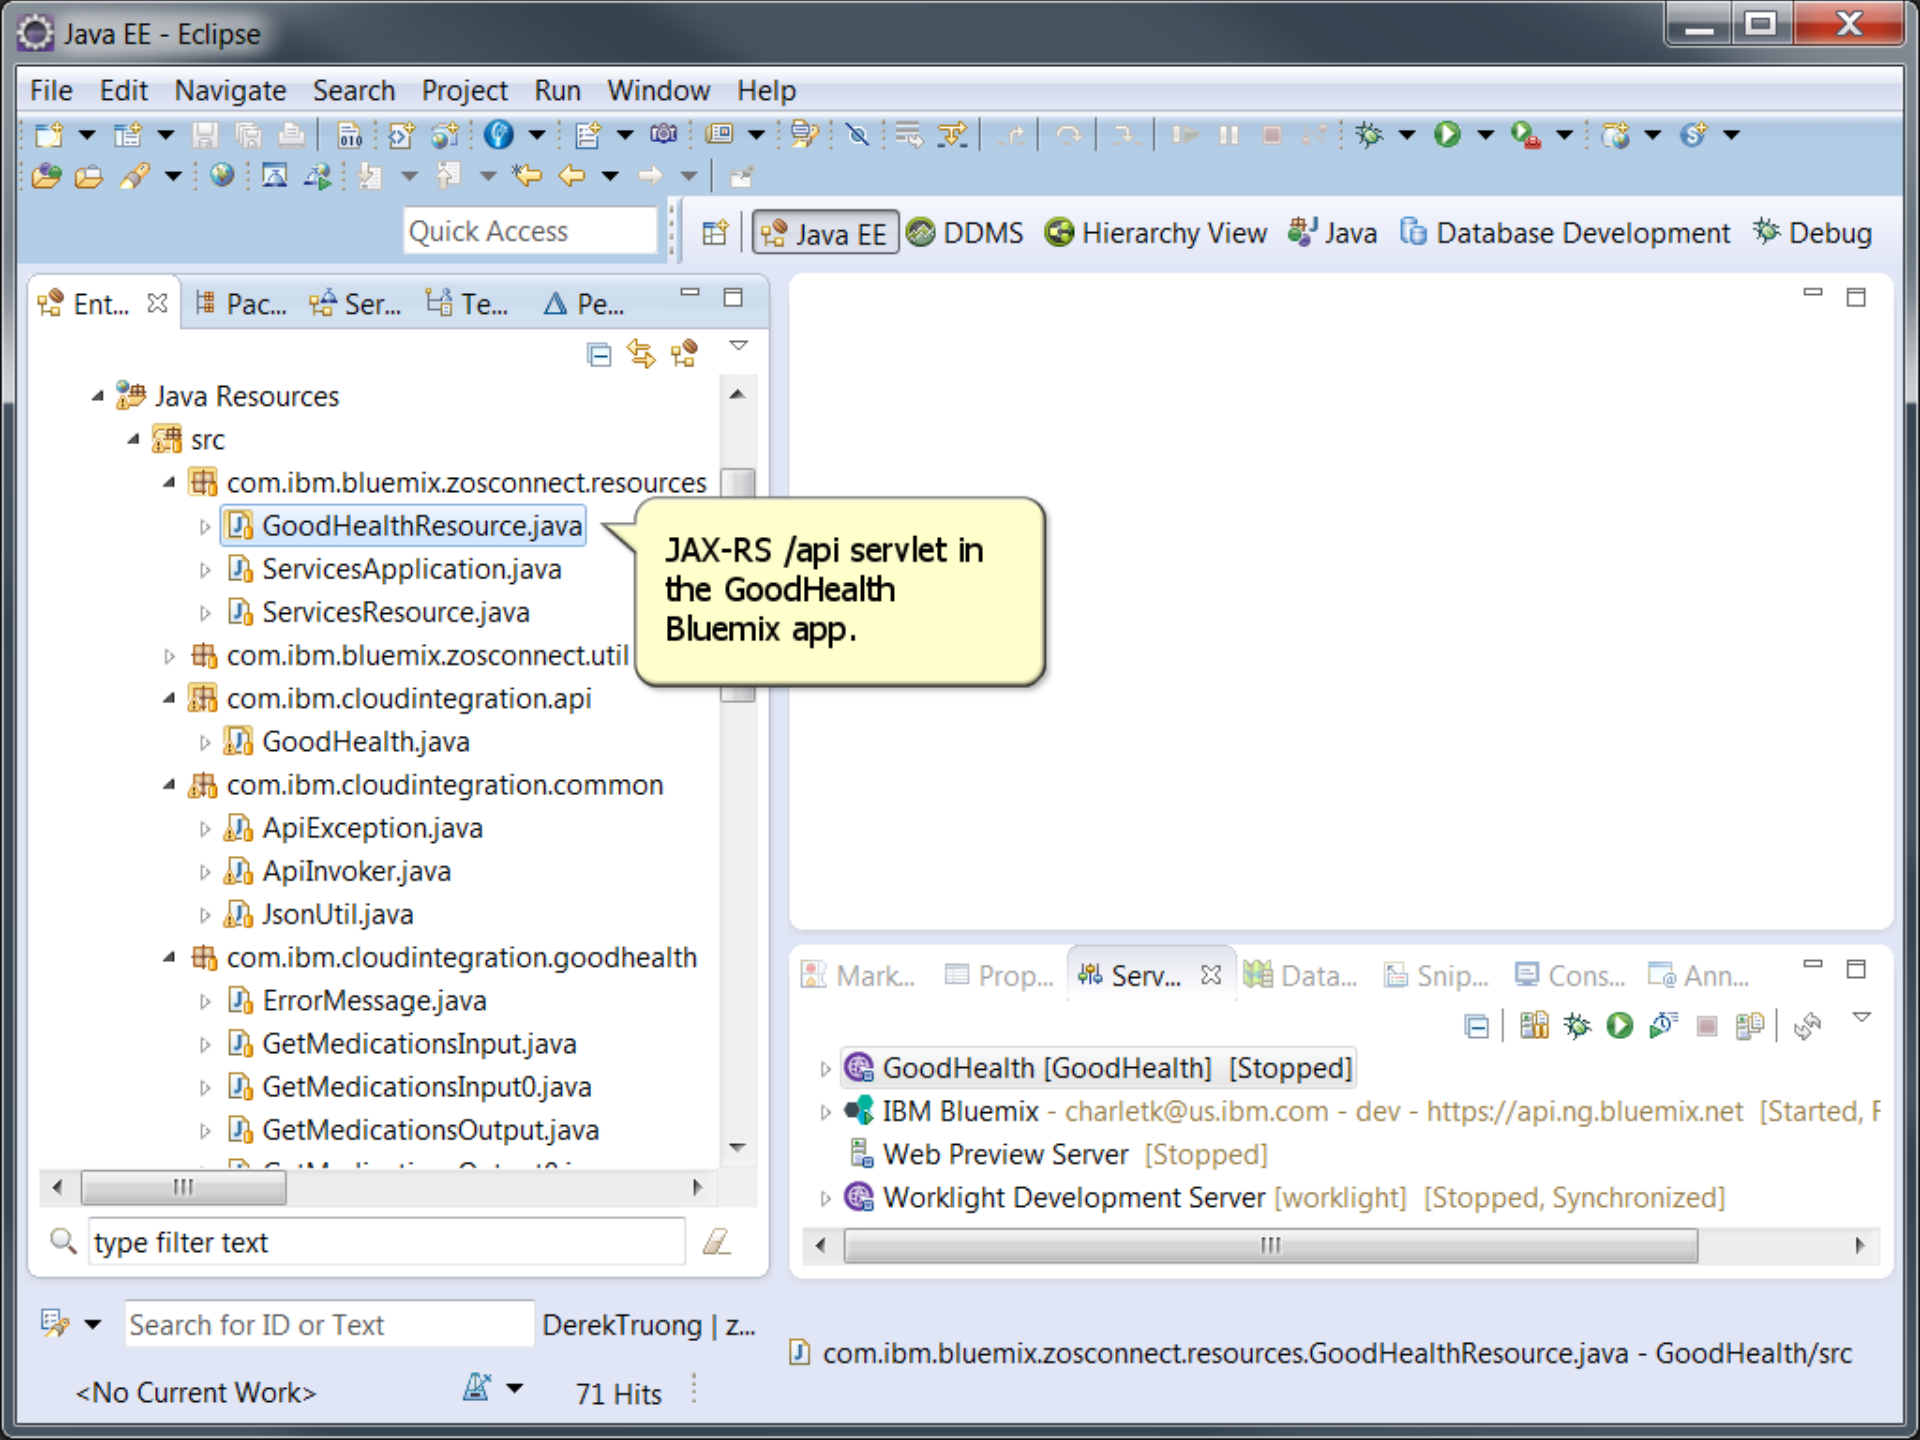 Java EE - Eclipse
File Edit Navigate Search Project Run Window Help
Quick Access
Java EE DDMS Hierarchy View Java Database Development Debug
Ent... Pac... Ser... Te... Pe...
Java Resources
src
com.ibm.bluemix.zosconnect.resources
GoodHealthResource.java
ServicesApplication.java
ServicesResource.java
com.ibm.bluemix.zosconnect.util
com.ibm.cloudintegration.api
GoodHealth.java
com.ibm.cloudintegration.common
ApiException.java
ApiInvoker.java
JsonUtil.java
com.ibm.cloudintegration.goodhealth
ErrorMessage.java
GetMedicationsInput.java
GetMedicationsInput0.java
GetMedicationsOutput.java
type filter text
JAX-RS /api servlet in
the GoodHealth
Bluemix app.
Mark... Prop... Serv... Data... Snip... Cons... Ann...
GoodHealth [GoodHealth] [Stopped]
IBM Bluemix - charletk@us.ibm.com - dev - https://api.ng.bluemix.net [Started,
Web Preview Server [Stopped]
Worklight Development Server [worklight] [Stopped, Synchronized]
Search for ID or Text DerekTruong | z...
com.ibm.bluemix.zosconnect.resources.GoodHealthResource.java - GoodHealth/src
<No Current Work> 71 Hits